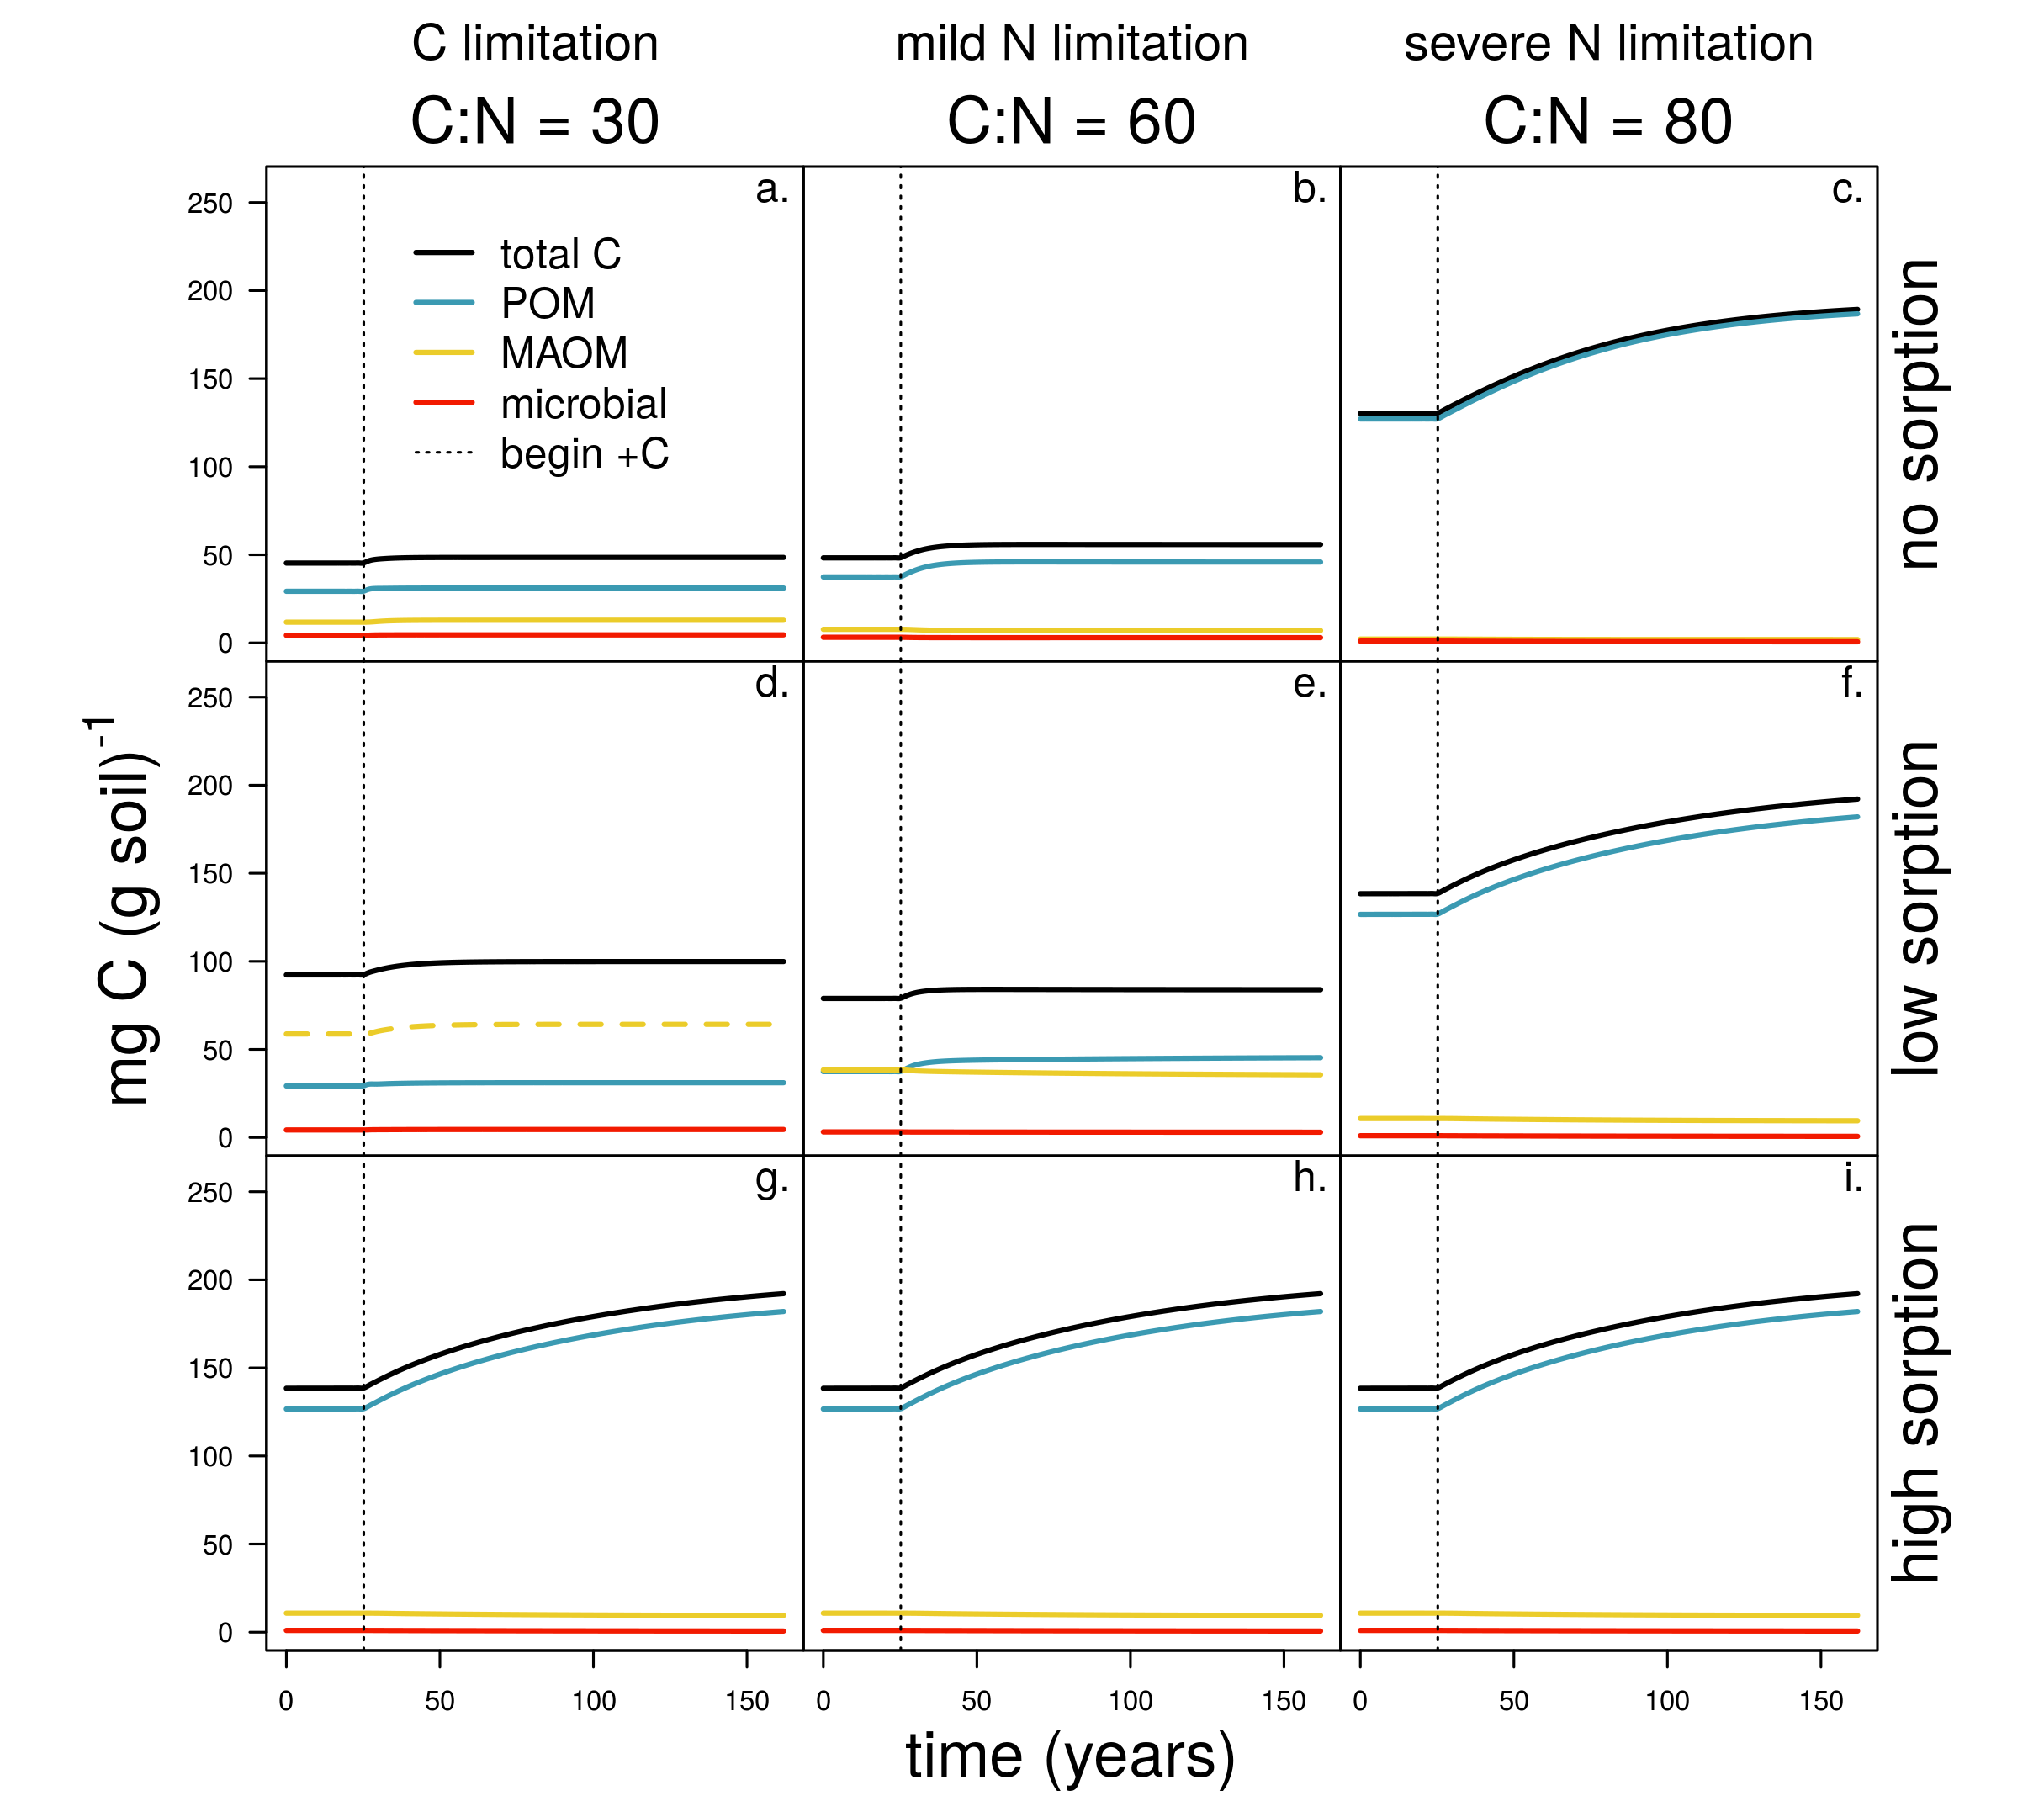 C limitation
mild N limitation
severe N limitation
C:N = 30
C:N = 60
C:N = 80
a.
b.
c.
250
200
150
100
50
0
total C
POM
MAOM
microbial
begin +C
no sorption
d.
e.
f.
250
200
150
100
50
0
low sorption
mg C (g soil)-1
g.
h.
i.
250
200
150
100
50
0
high sorption
0 50 100 150
0 50 100 150
0 50 100 150
time (years)